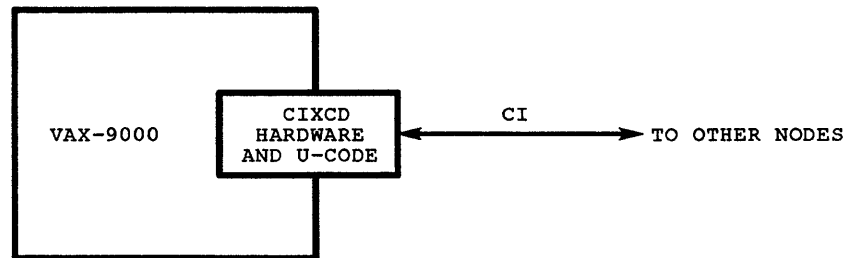 VAX-9000
CIXCD
HARDWARE
AND U-CODE
CI
TO OTHER NODES